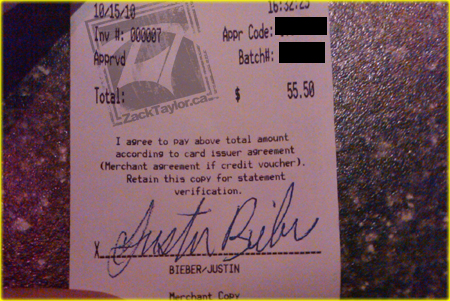 10/15/10 16:32:25
Inv #: 000007 Appr Code:
Apprvd Batch#:
Total: $ 55.50
ZackTaylor.ca
I agree to pay above total amount
according to card issuer agreement
(Merchant agreement if credit voucher).
Retain this copy for statement
verification.
X Justin Bieber
BIEBER/JUSTIN
Merchant Copy